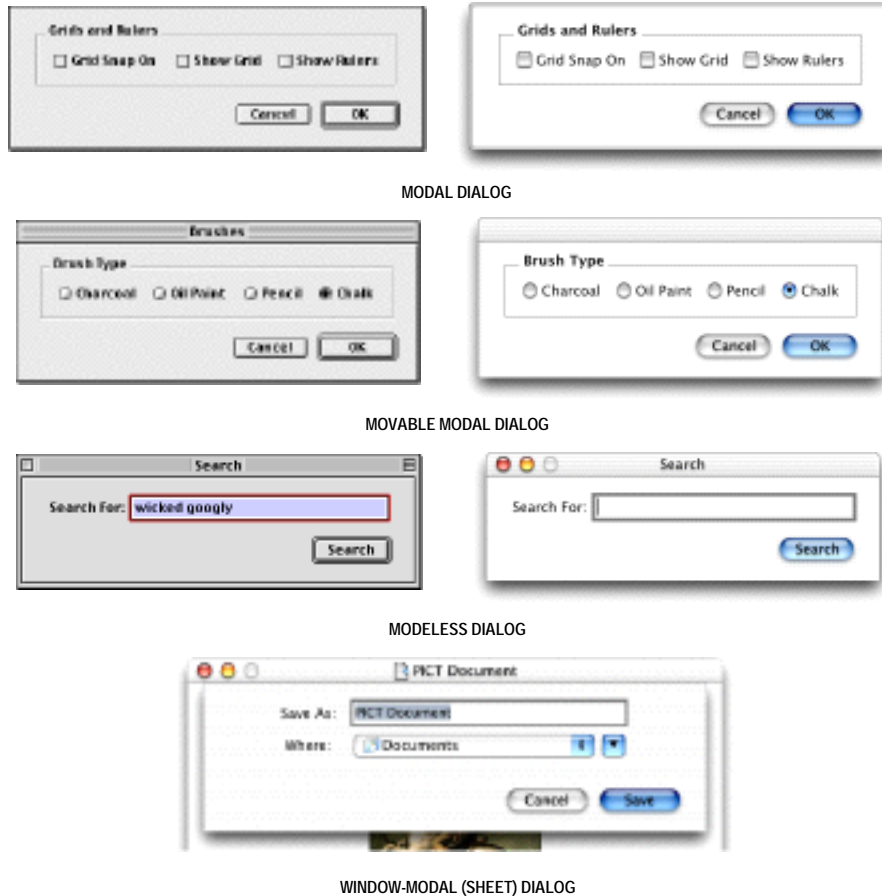 Grids and Rulers
Grid Snap On Show Grid Show Rulers
Cancel OK
Grids and Rulers
Grid Snap On Show Grid Show Rulers
Cancel OK
MODAL DIALOG
Brushes
Brush Type
Charcoal Oil Paint Pencil Chalk
Cancel OK
Brush Type
Charcoal Oil Paint Pencil Chalk
Cancel OK
MOVABLE MODAL DIALOG
Search
Search For: wicked googly
Search
Search
Search For:
Search
MODELESS DIALOG
PICT Document
Save As: PICT Document
Where: Documents
Cancel Save
WINDOW-MODAL (SHEET) DIALOG